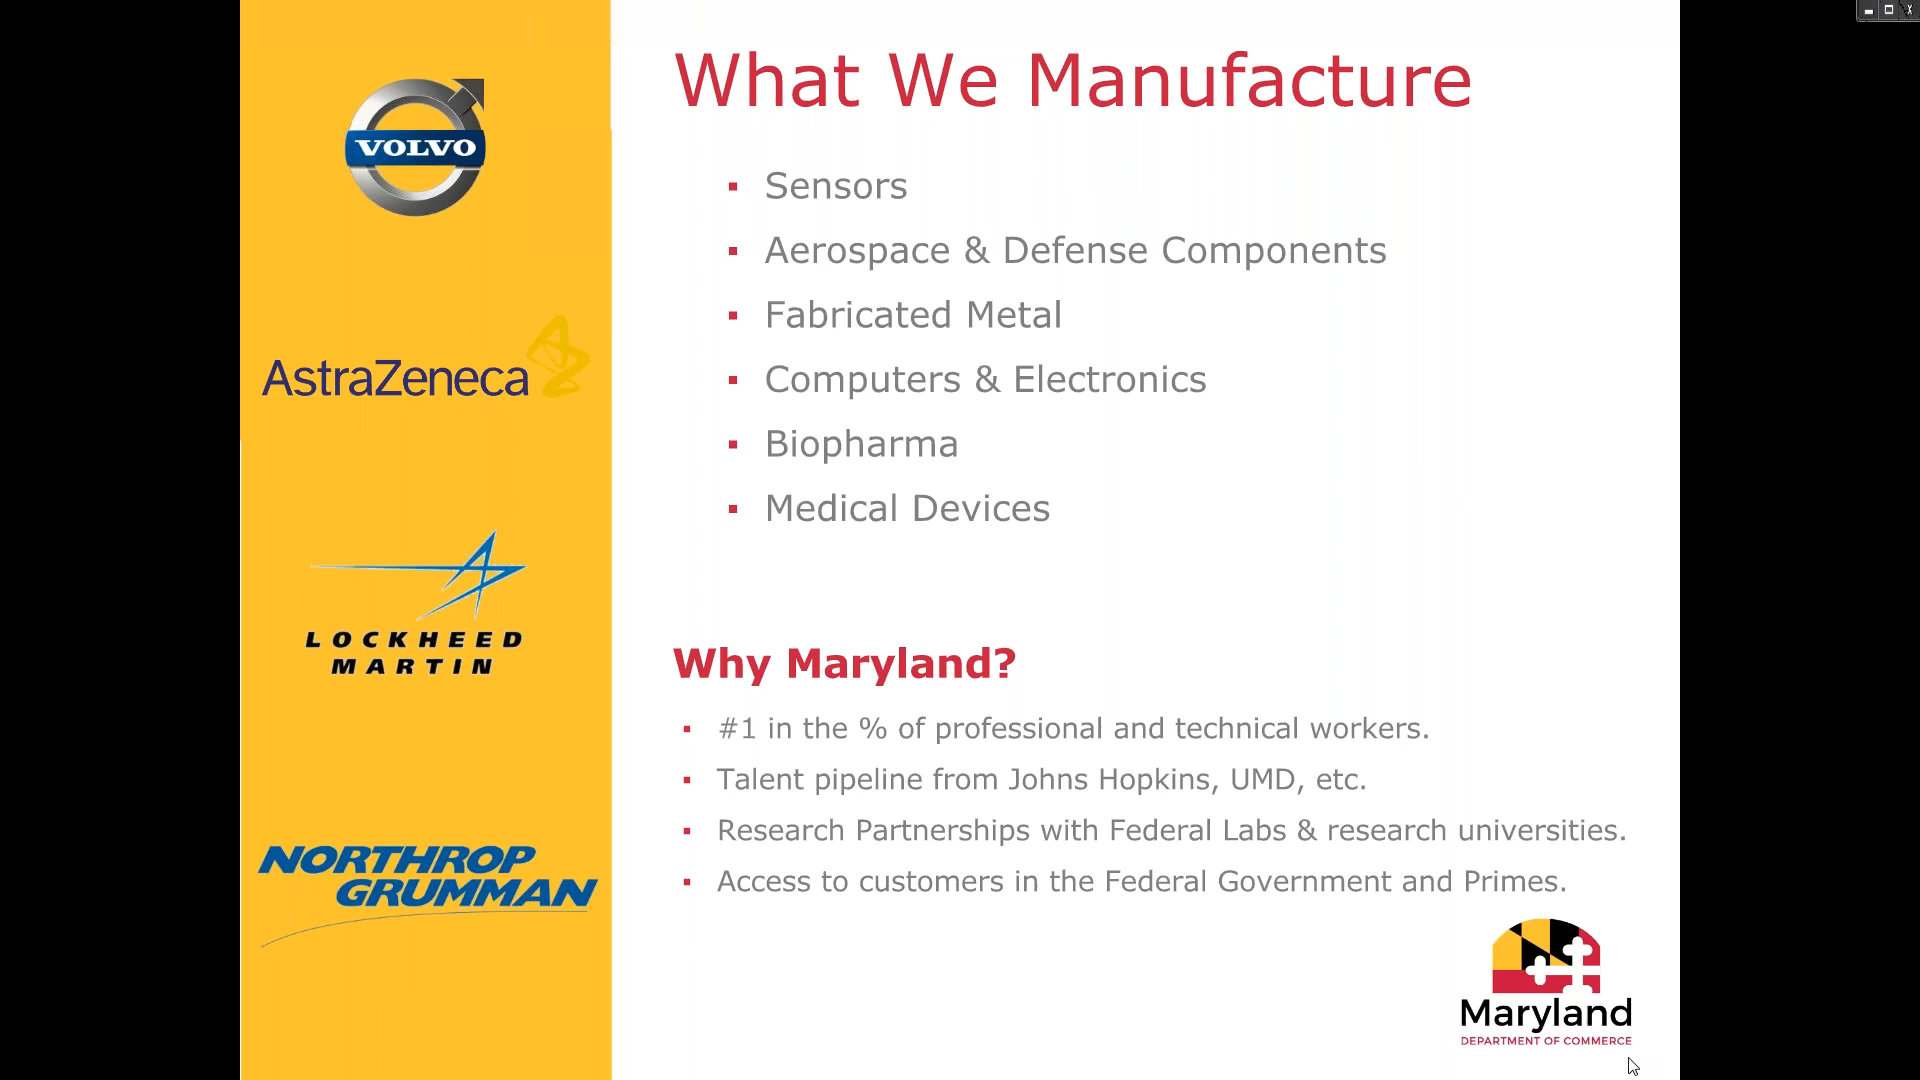 VOLVO
AstraZeneca
LOCKHEED
MARTIN
NORTHROP
GRUMMAN
What We Manufacture
▪ Sensors
▪ Aerospace & Defense Components
▪ Fabricated Metal
▪ Computers & Electronics
▪ Biopharma
▪ Medical Devices
Why Maryland?
▪ #1 in the % of professional and technical workers.
▪ Talent pipeline from Johns Hopkins, UMD, etc.
▪ Research Partnerships with Federal Labs & research universities.
▪ Access to customers in the Federal Government and Primes.
Maryland
DEPARTMENT OF COMMERCE